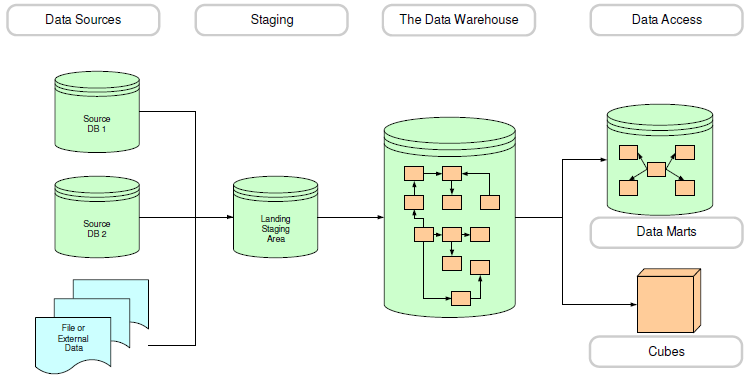 Data Sources
Staging
The Data Warehouse
Data Access
Source
DB 1
Source
DB 2
File or
External
Data
Landing
Staging
Area
Data Marts
Cubes